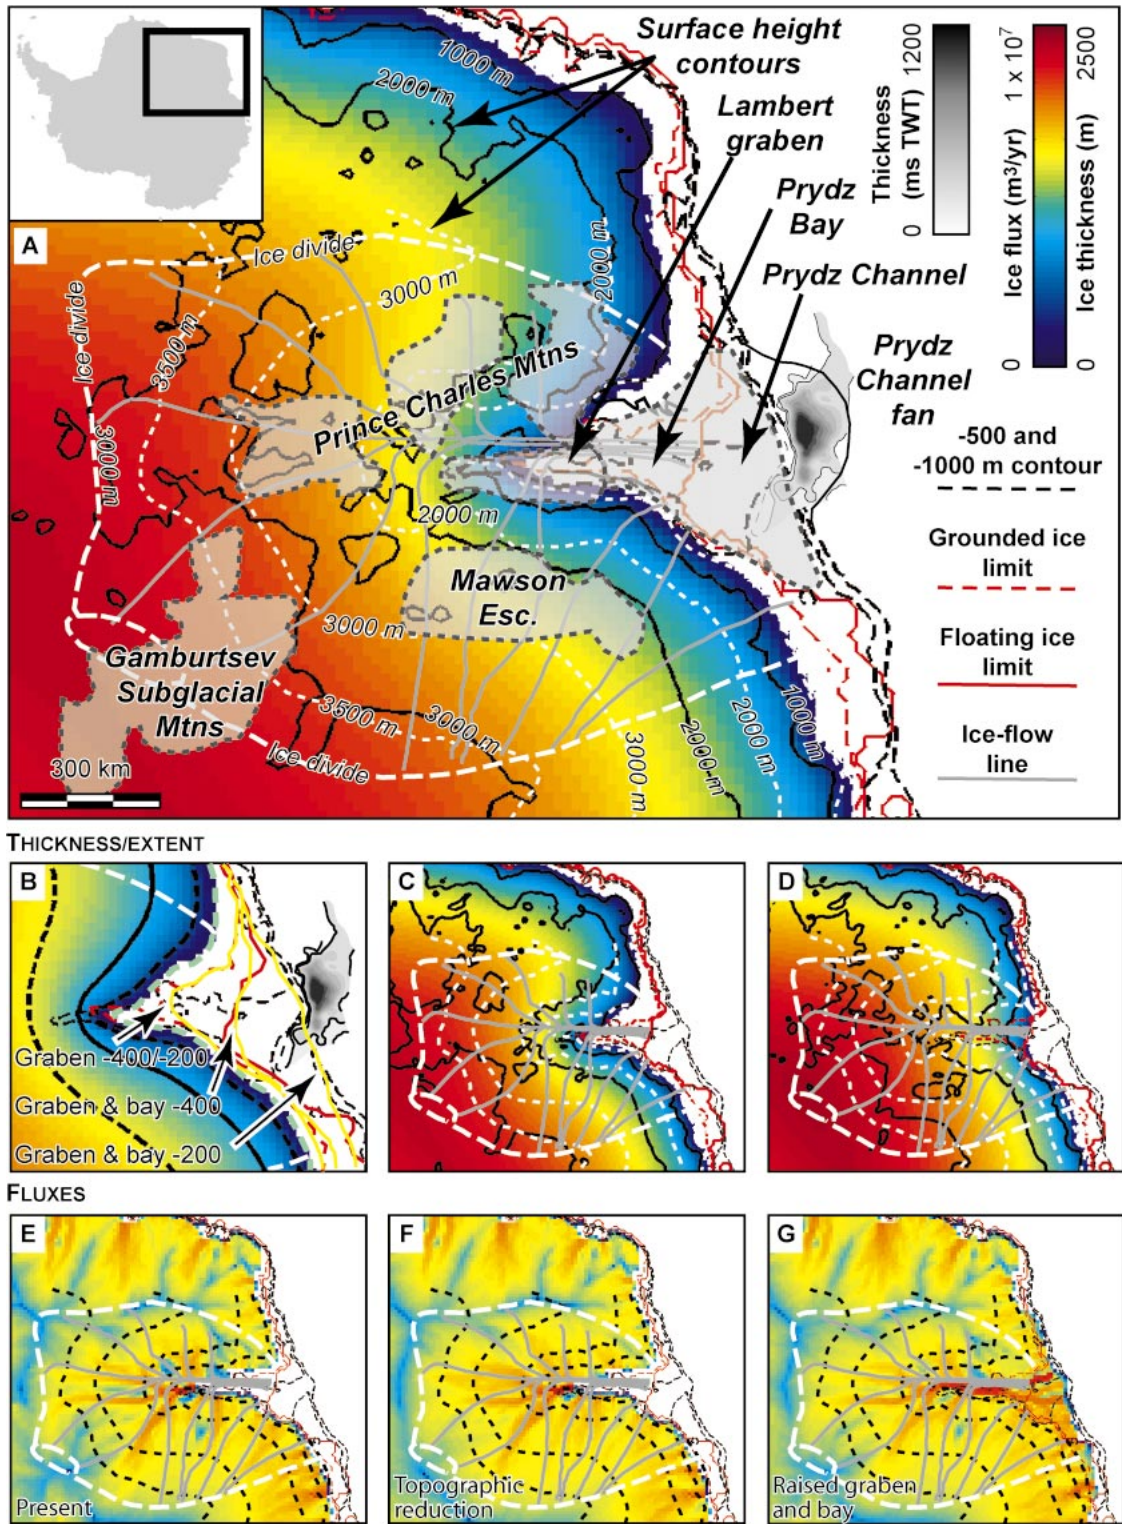 Surface height
contours
Lambert
graben
Prydz
Bay
Prydz Channel
Prydz
Channel
fan
Thickness
(ms TWT)
0
1200
Ice flux (m³/yr)
0
1 x 10⁷
Ice thickness (m)
0
2500
-500 and
-1000 m contour
Grounded ice
limit
Floating ice
limit
Ice-flow
line
A
1000 m
2000 m
Ice divide
3000 m
2000 m
Ice divide
3500 m
3000 m
Prince Charles Mtns
2000 m
Mawson
Esc.
3000 m
Gamburtsev
Subglacial
Mtns
3500 m
3000 m
Ice divide
3000 m
2000 m
2000 m
1000 m
300 km
THICKNESS/EXTENT
B
Graben -400/-200
Graben & bay -400
Graben & bay -200
C
D
FLUXES
E
Present
F
Topographic
reduction
G
Raised graben
and bay